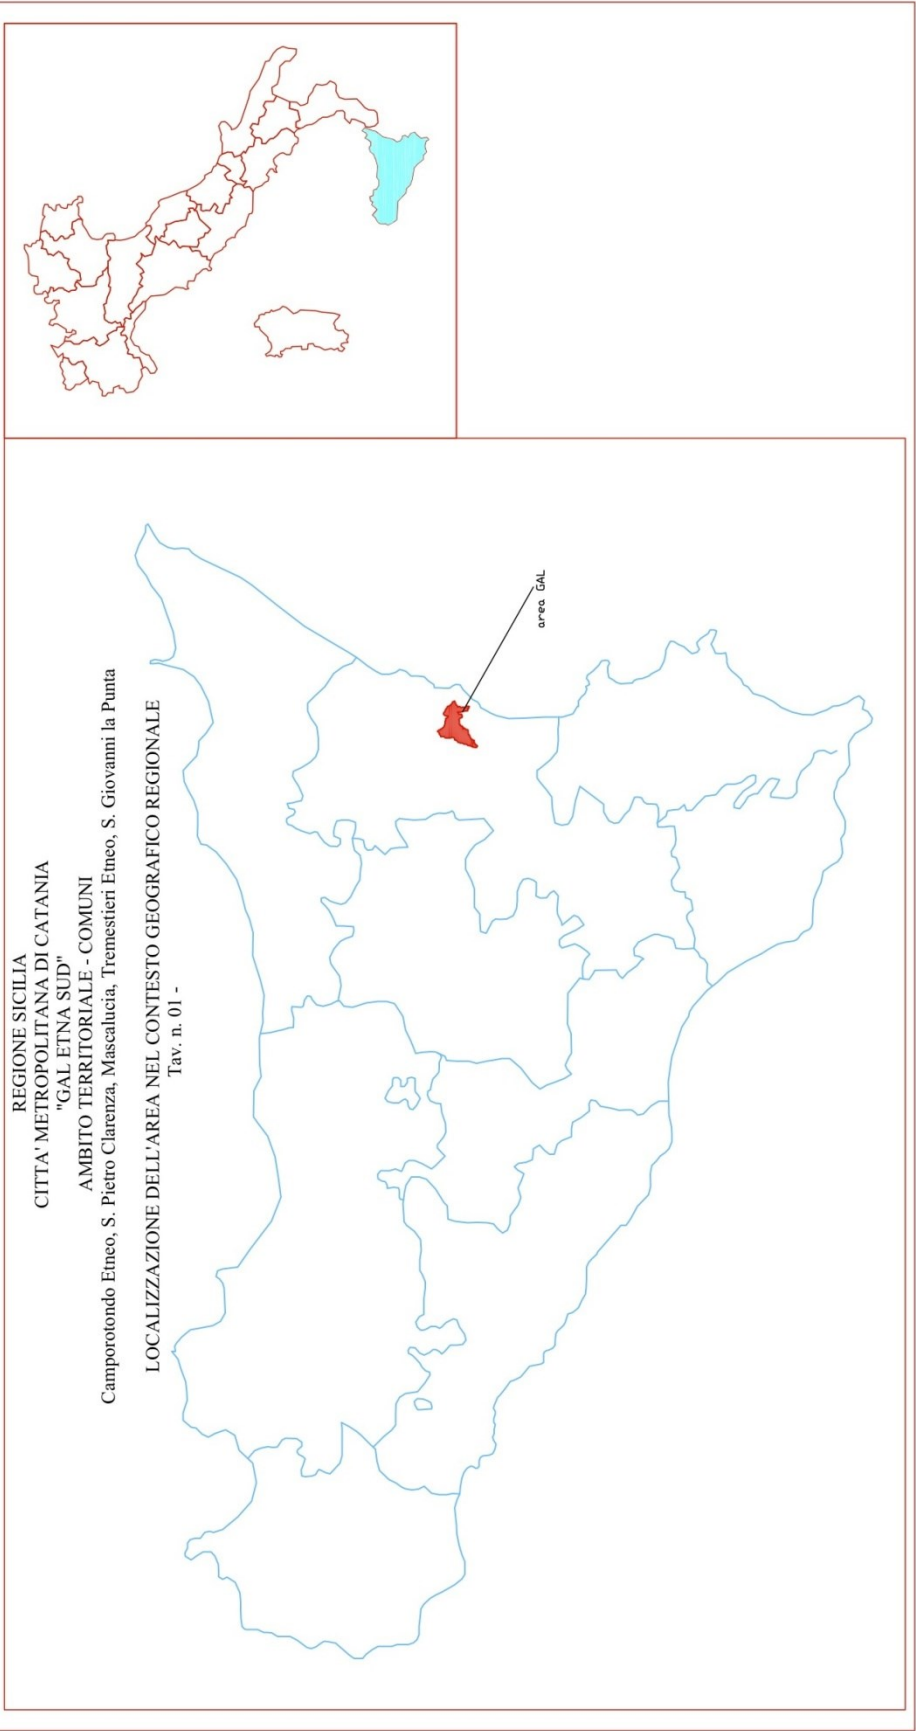 REGIONE SICILIA
CITTA' METROPOLITANA DI CATANIA
"GAL ETNA SUD"
AMBITO TERRITORIALE - COMUNI
Camporotondo Etneo, S. Pietro Clarenza, Mascalucia, Tremestieri Etneo, S. Giovanni la Punta
LOCALIZZAZIONE DELL'AREA NEL CONTESTO GEOGRAFICO REGIONALE
Tav. n. 01 -
area GAL